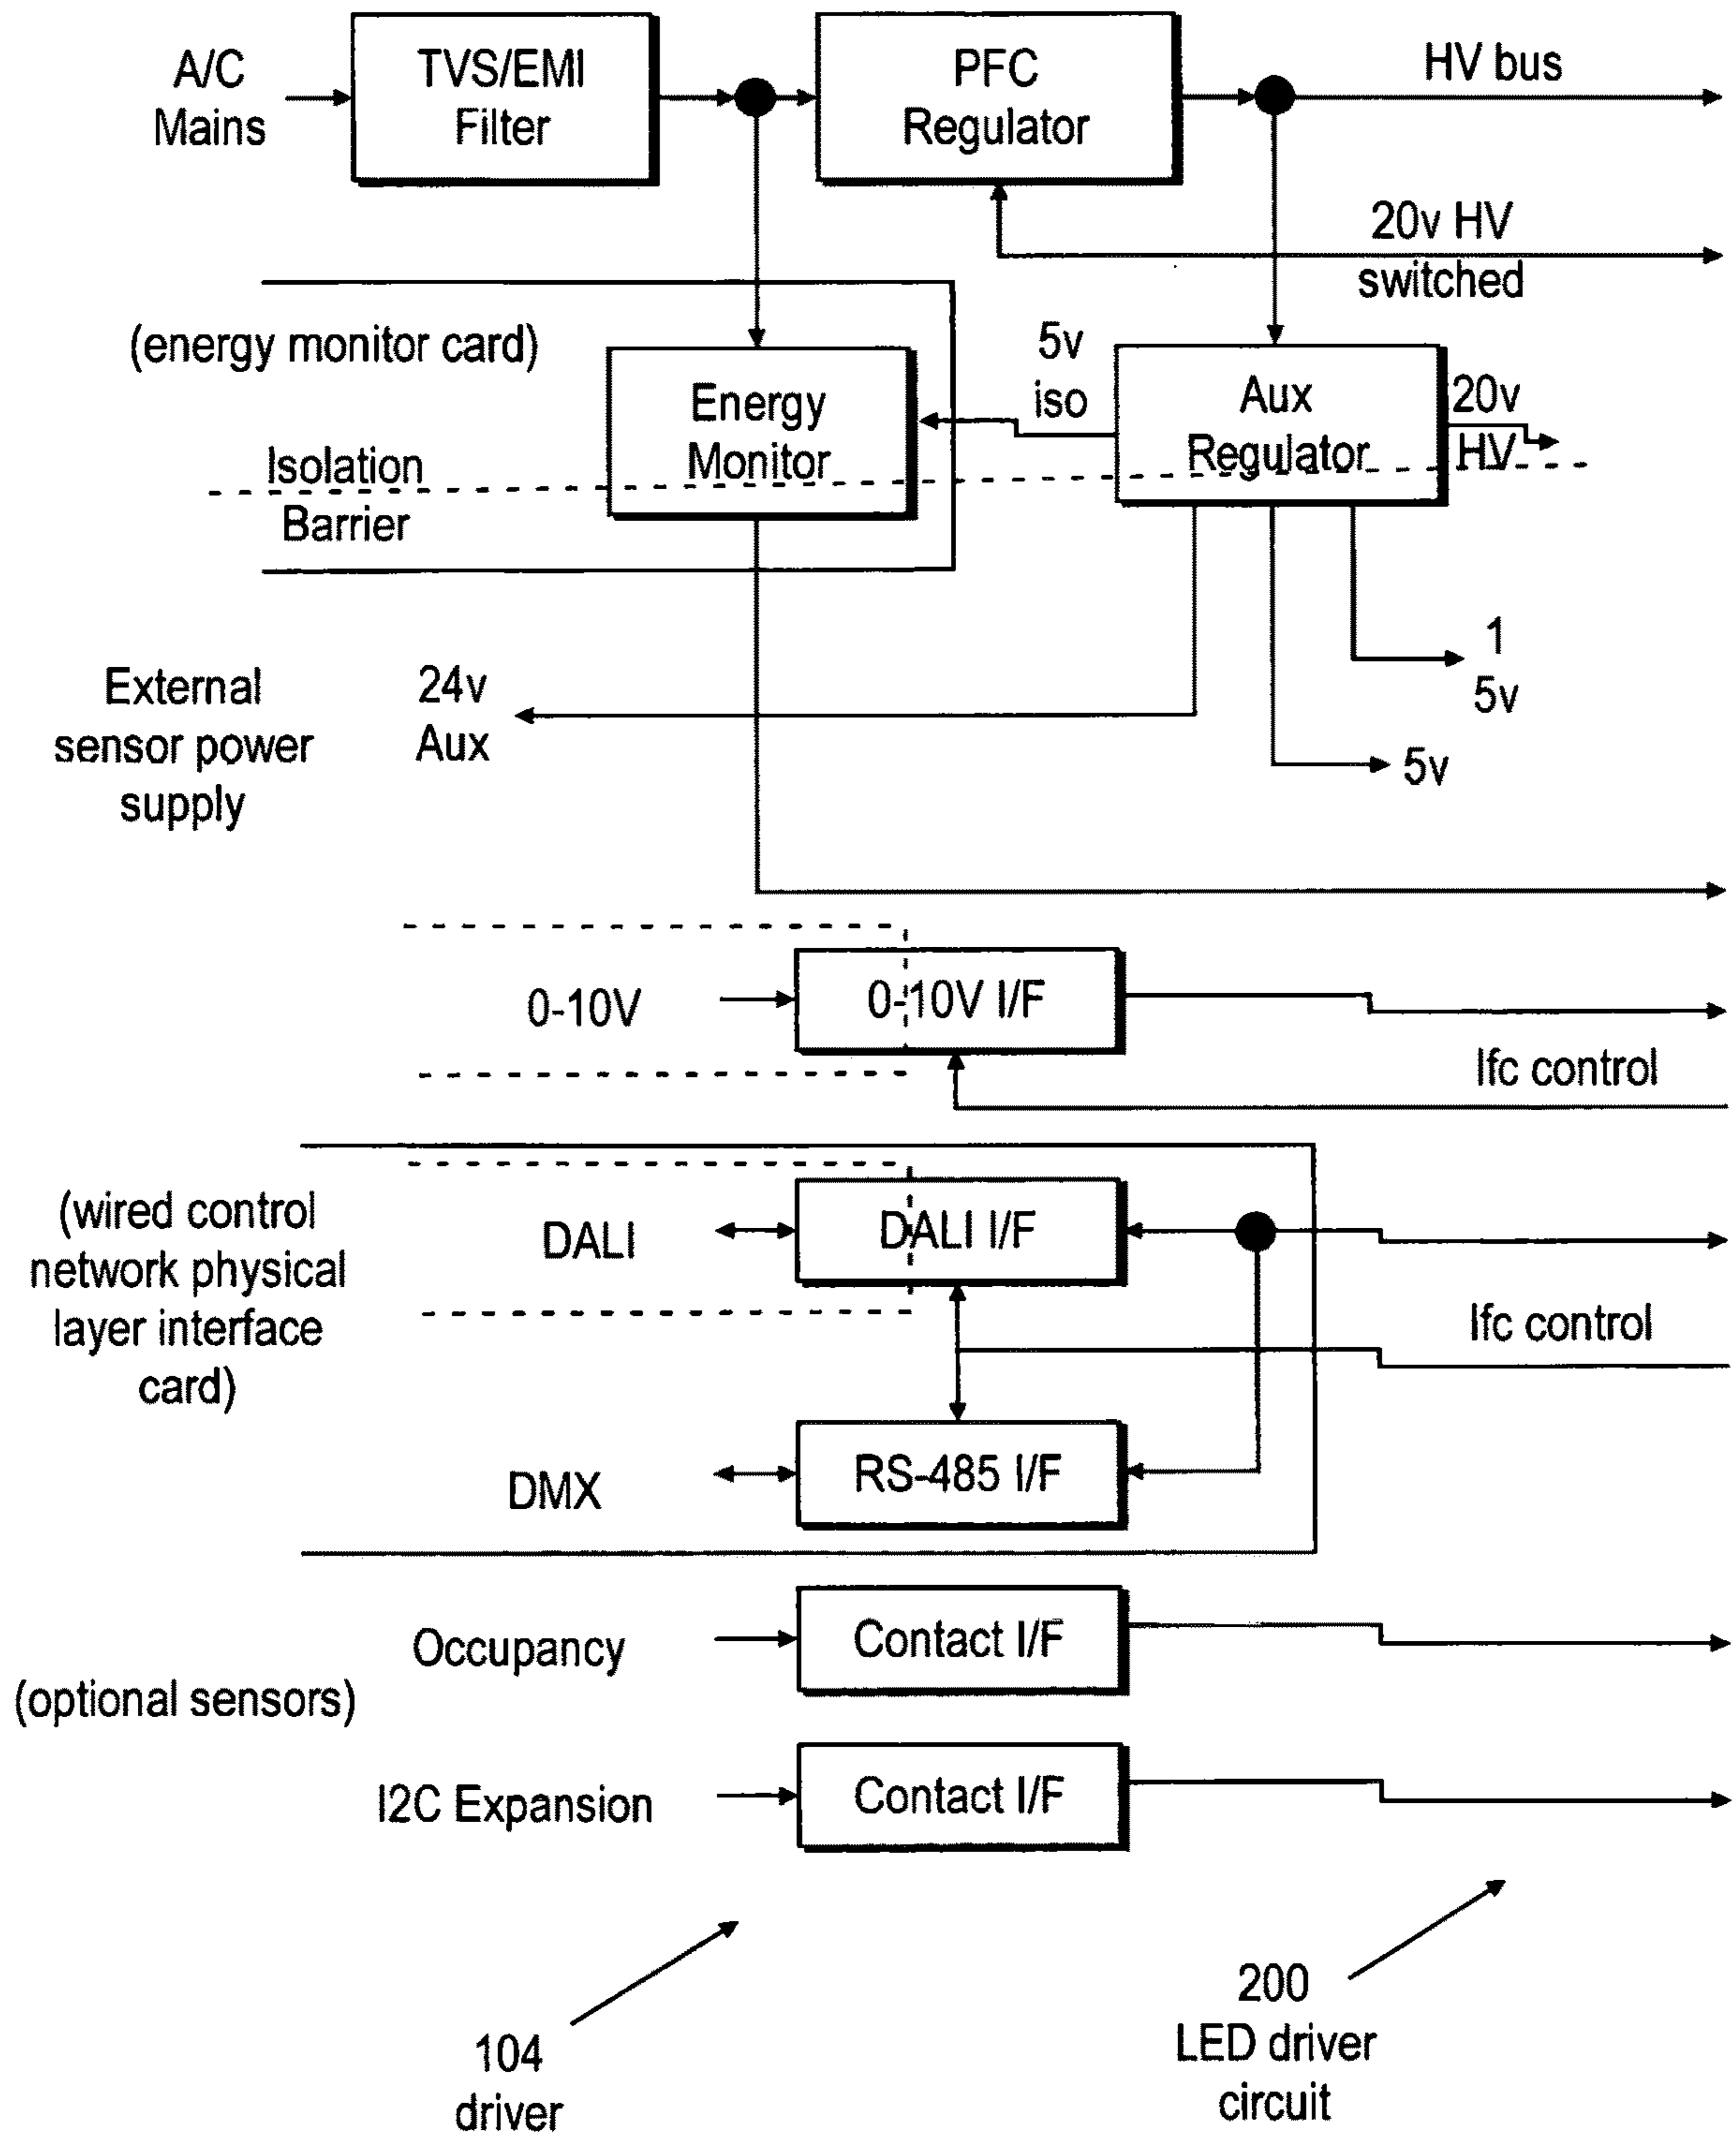 A/C
Mains
TVS/EMI
Filter
PFC
Regulator
HV bus
20v HV
switched
(energy monitor card)
Energy
Monitor
5v
iso
Aux
Regulator
20v
HV
Isolation
Barrier
External
sensor power
supply
24v
Aux
1
5v
5v
0-10V
0-10V I/F
Ifc control
(wired control
network physical
layer interface
card)
DALI
DALI I/F
Ifc control
DMX
RS-485 I/F
Occupancy
Contact I/F
(optional sensors)
I2C Expansion
Contact I/F
104
driver
200
LED driver
circuit